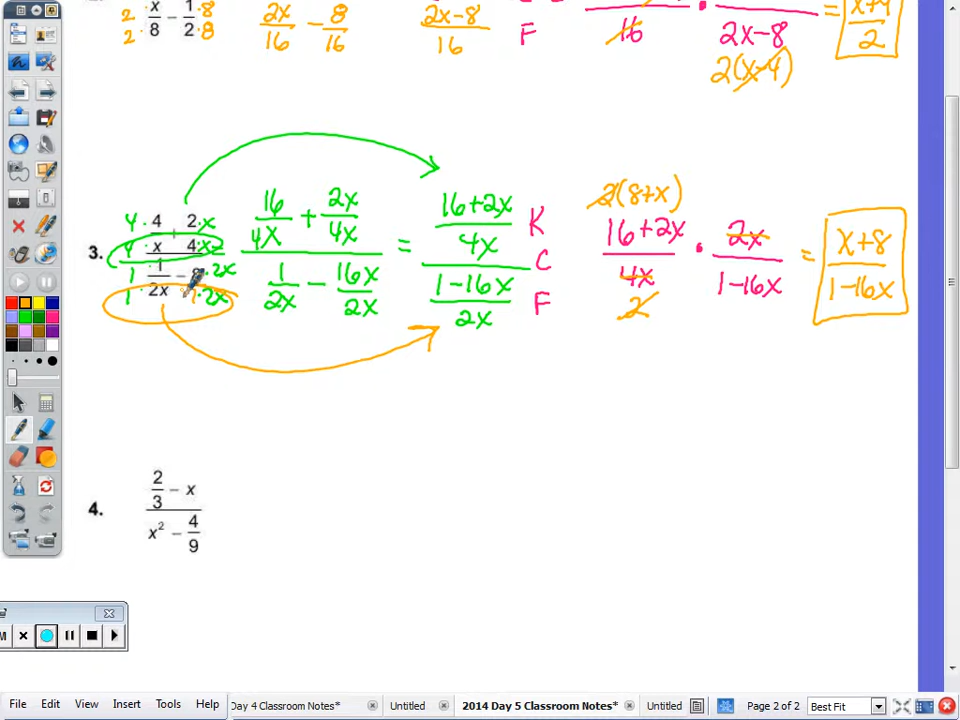 2 · x/8 − 1/2 · 8/8   2x/16 − 8/16   2x−8/16   F   16 · 2x−8   = x+4/2
2(x−4)
3.   4 · 4/x + 2 · x/4 · x   16/4x + 2x/4x   16+2x/4x   K   2(8+x)
1 · 1/2x − 8 · 2x/1 · 2x   1/2x − 16x/2x   =   1−16x/2x   C   F   16+2x/4x · 2x/1−16x   =   x+8/1−16x
2
4.   2/3 − x
x² − 4/9
File   Edit   View   Insert   Tools   Help   Day 4 Classroom Notes*   Untitled   2014 Day 5 Classroom Notes*   Untitled   Page 2 of 2   Best Fit